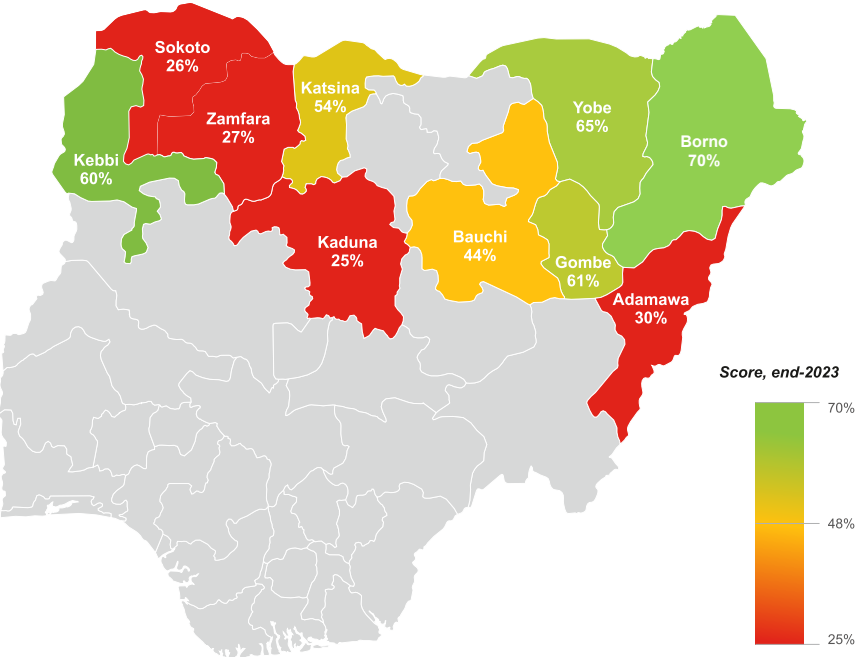 Sokoto
26%
Katsina
54%
Zamfara
27%
Yobe
65%
Borno
70%
Kebbi
60%
Kaduna
25%
Bauchi
44%
Gombe
61%
Adamawa
30%
Score, end-2023
70%
48%
25%